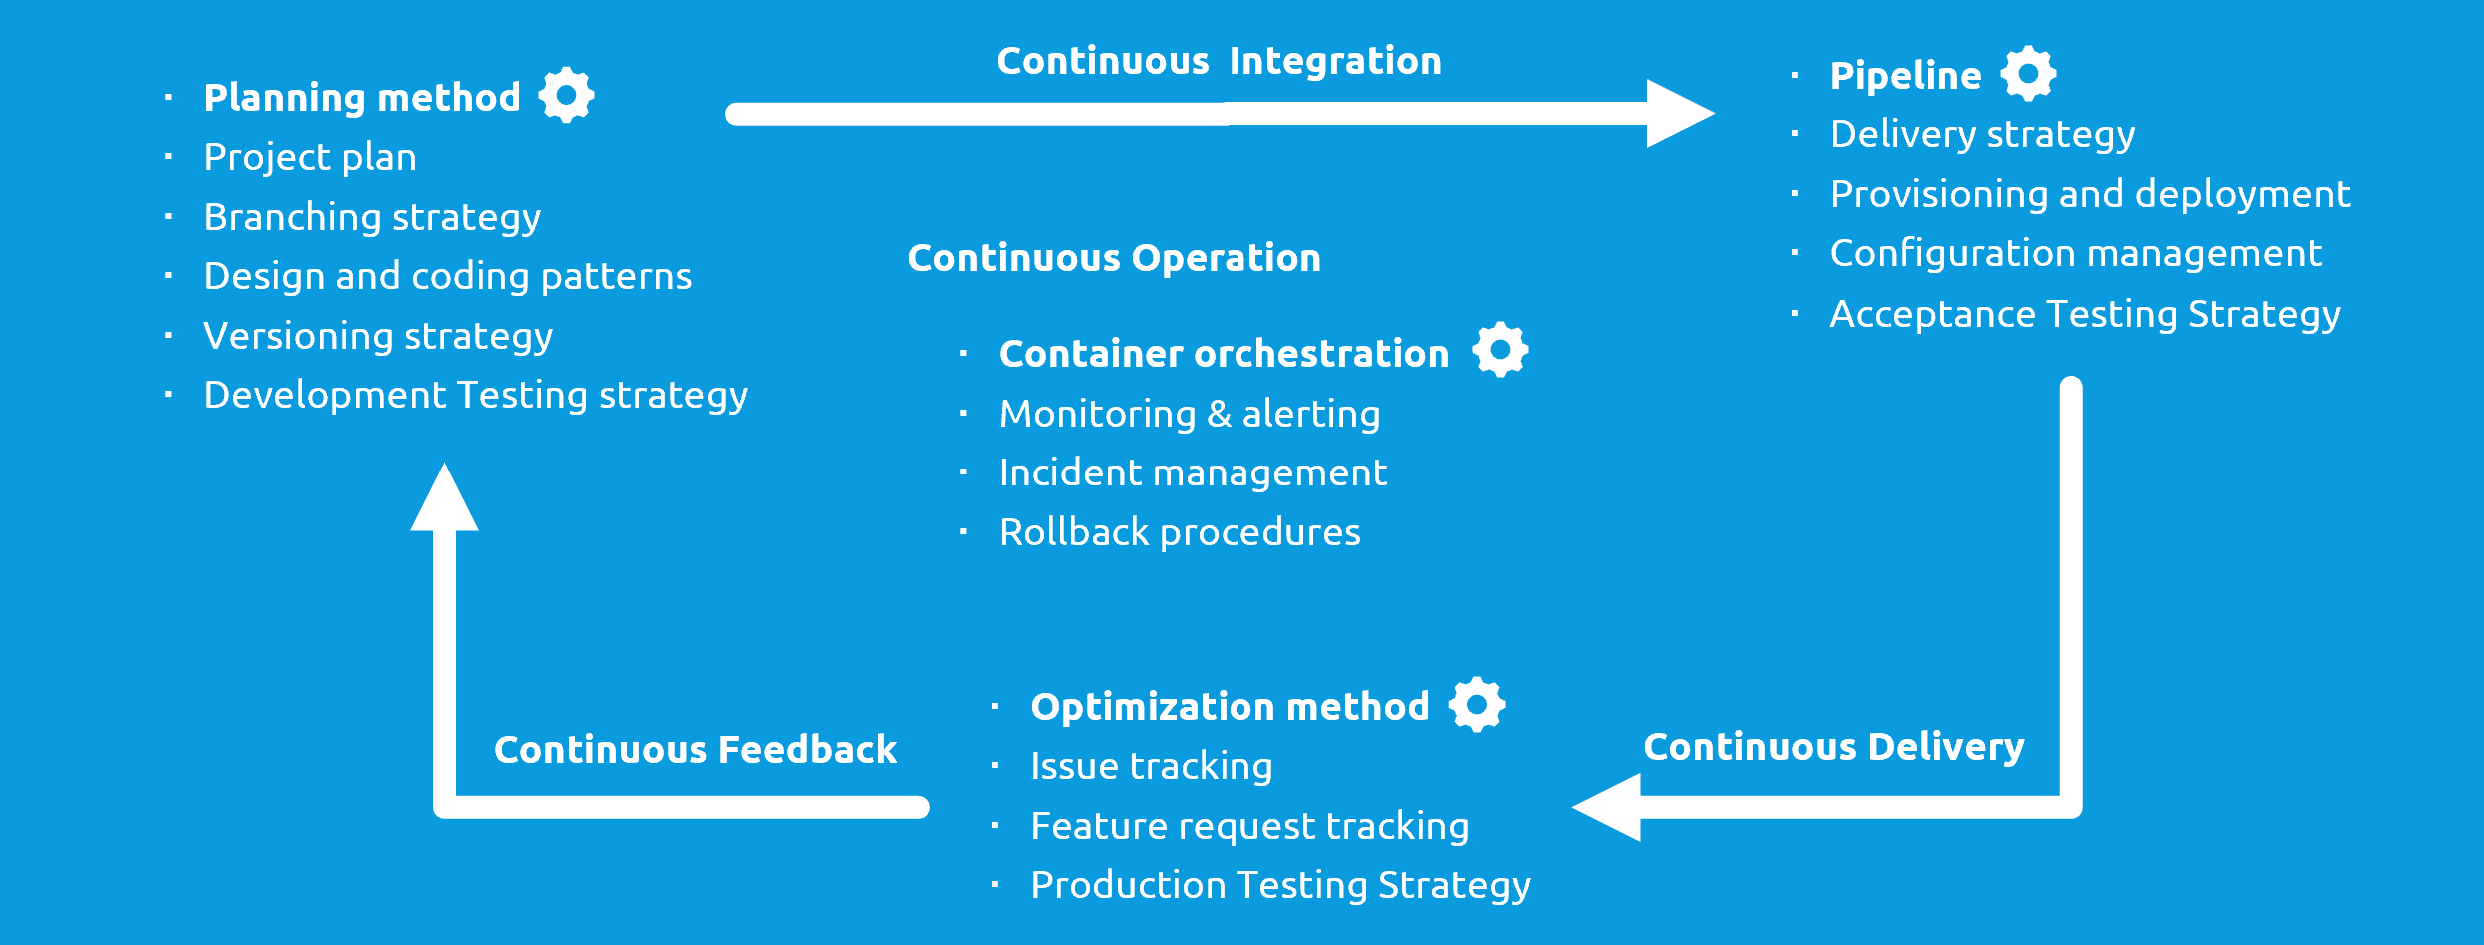 · Planning method
· Project plan
· Branching strategy
· Design and coding patterns
· Versioning strategy
· Development Testing strategy
Continuous Integration
· Pipeline
· Delivery strategy
· Provisioning and deployment
· Configuration management
· Acceptance Testing Strategy
Continuous Operation
· Container orchestration
· Monitoring & alerting
· Incident management
· Rollback procedures
Continuous Delivery
· Optimization method
· Issue tracking
· Feature request tracking
· Production Testing Strategy
Continuous Feedback